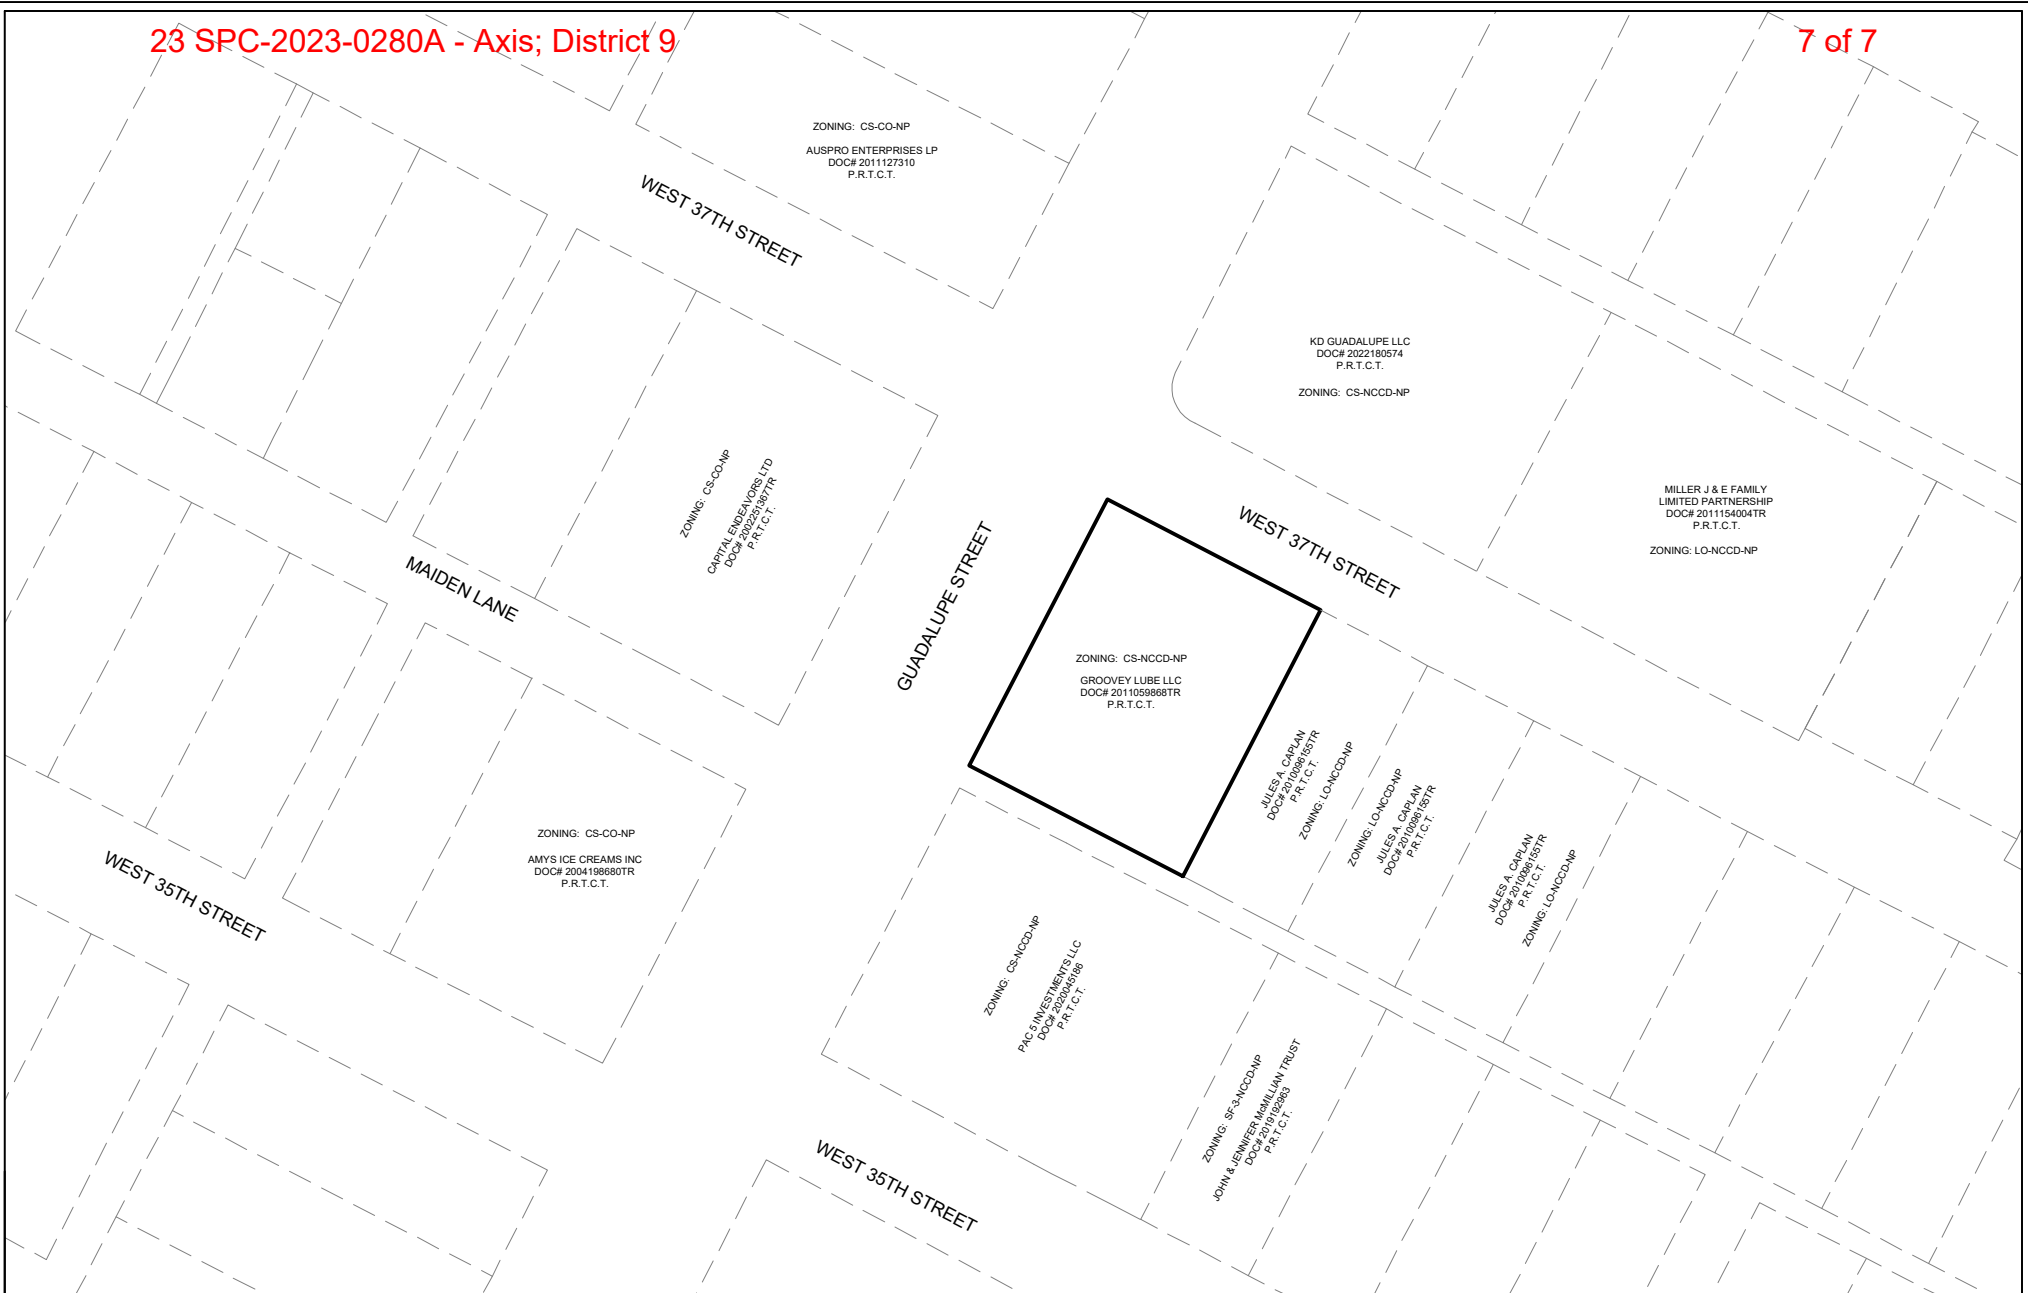 23 SPC-2023-0280A - Axis; District 9
7 of 7
ZONING: CS-CO-NP
AUSPRO ENTERPRISES LP
DOC# 2011127310
P.R.T.C.T.
WEST 37TH STREET
KD GUADALUPE LLC
DOC# 2022180574
P.R.T.C.T.
ZONING: CS-NCCD-NP
ZONING: CS-CO-NP
CAPITAL ENDEAVORS LTD
DOC# 2002251367TR
P.R.T.C.T.
MILLER J & E FAMILY
LIMITED PARTNERSHIP
DOC# 2011154004TR
P.R.T.C.T.
ZONING: LO-NCCD-NP
WEST 37TH STREET
GUADALUPE STREET
MAIDEN LANE
ZONING: CS-NCCD-NP
GROOVEY LUBE LLC
DOC# 2011059868TR
P.R.T.C.T.
JULES A. CAPLAN
DOC# 2010096155TR
P.R.T.C.T.
ZONING: LO-NCCD-NP
ZONING: LO-NCCD-NP
JULES A. CAPLAN
DOC# 2010096155TR
P.R.T.C.T.
JULES A. CAPLAN
DOC# 2010096155TR
P.R.T.C.T.
ZONING: LO-NCCD-NP
ZONING: CS-CO-NP
AMYS ICE CREAMS INC
DOC# 2004198680TR
P.R.T.C.T.
WEST 35TH STREET
ZONING: CS-NCCD-NP
PAC 5 INVESTMENTS LLC
DOC# 2020045186
P.R.T.C.T.
ZONING: SF-3-NCCD-NP
JOHN & JENNIFER McMILLIAN TRUST
DOC# 2019192963
P.R.T.C.T.
WEST 35TH STREET